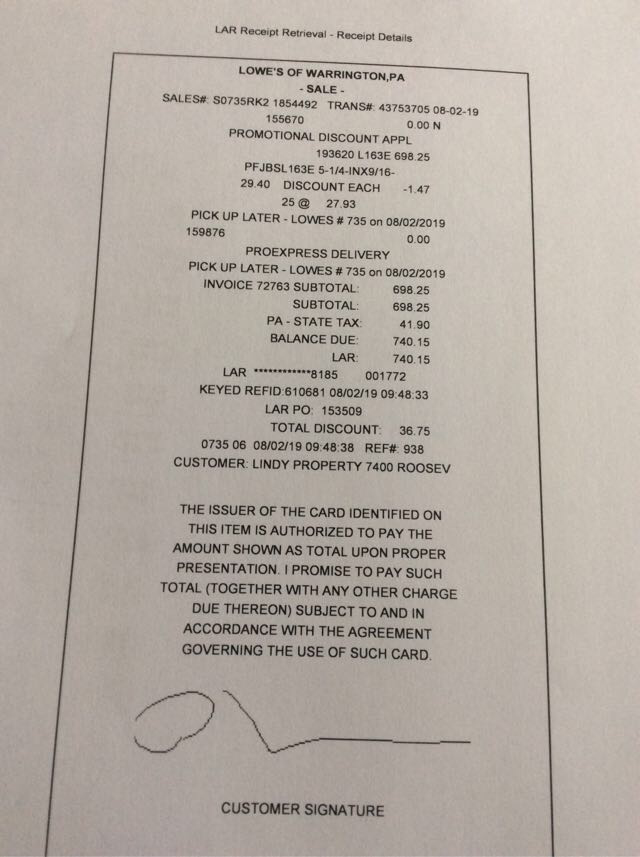 LAR Receipt Retrieval - Receipt Details
LOWE'S OF WARRINGTON,PA
- SALE -
SALES#: S0735RK2 1854492 TRANS#: 43753705 08-02-19
155670 0.00 N
PROMOTIONAL DISCOUNT APPL
193620 L163E 698.25
PFJBSL163E 5-1/4-INX9/16-
29.40 DISCOUNT EACH -1.47
25 @ 27.93
PICK UP LATER - LOWES # 735 on 08/02/2019
159876 0.00
PROEXPRESS DELIVERY
PICK UP LATER - LOWES # 735 on 08/02/2019
INVOICE 72763 SUBTOTAL: 698.25
SUBTOTAL: 698.25
PA - STATE TAX: 41.90
BALANCE DUE: 740.15
LAR: 740.15
LAR ************8185 001772
KEYED REFID:610681 08/02/19 09:48:33
LAR PO: 153509
TOTAL DISCOUNT: 36.75
0735 06 08/02/19 09:48:38 REF#: 938
CUSTOMER: LINDY PROPERTY 7400 ROOSEV
THE ISSUER OF THE CARD IDENTIFIED ON
THIS ITEM IS AUTHORIZED TO PAY THE
AMOUNT SHOWN AS TOTAL UPON PROPER
PRESENTATION. I PROMISE TO PAY SUCH
TOTAL (TOGETHER WITH ANY OTHER CHARGE
DUE THEREON) SUBJECT TO AND IN
ACCORDANCE WITH THE AGREEMENT
GOVERNING THE USE OF SUCH CARD.
CUSTOMER SIGNATURE